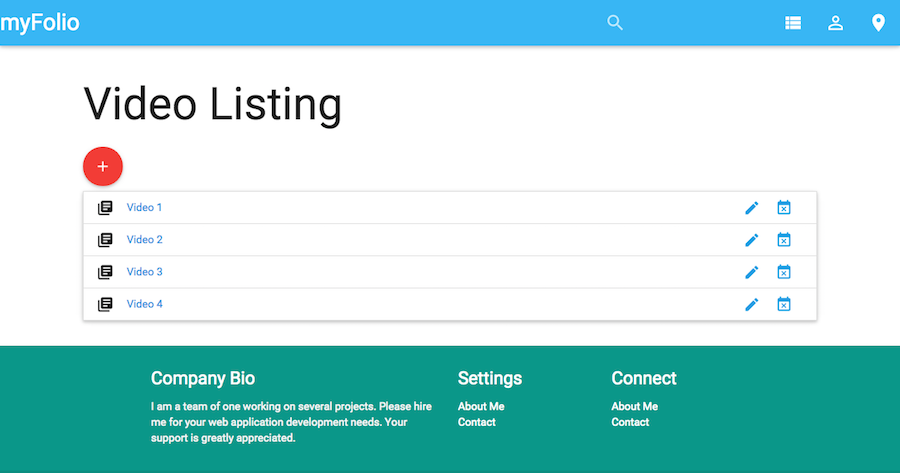 myFolio
Video Listing
Video 1
Video 2
Video 3
Video 4
Company Bio
I am a team of one working on several projects. Please hire
me for your web application development needs. Your
support is greatly appreciated.
Settings
About Me
Contact
Connect
About Me
Contact